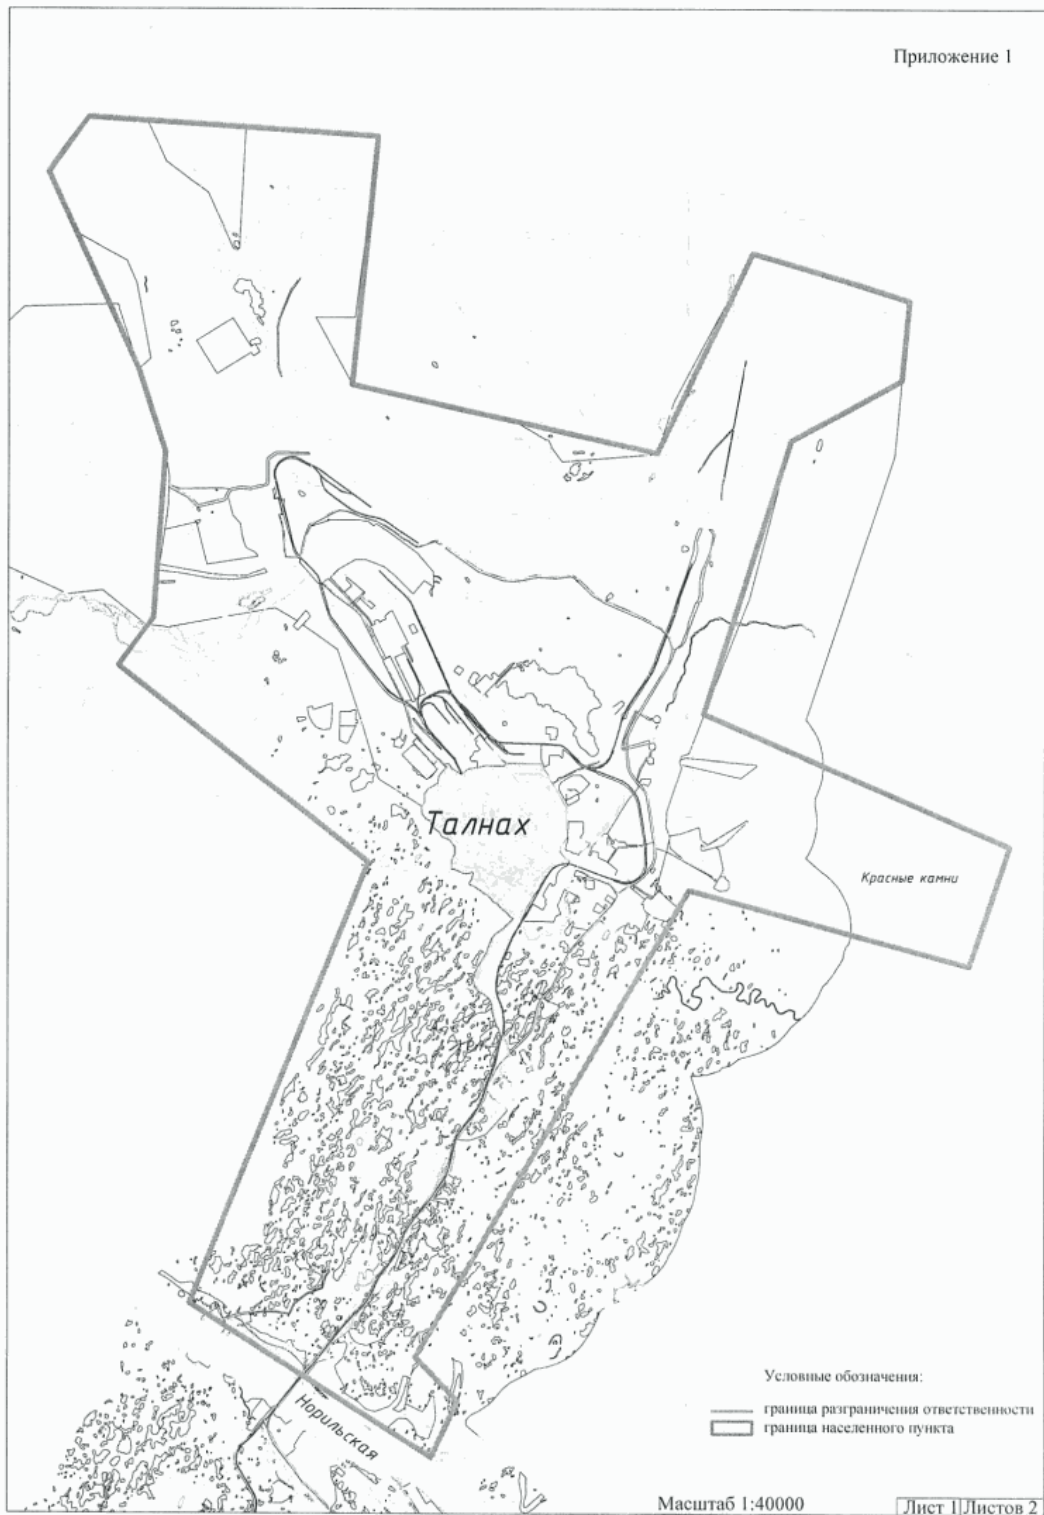 Приложение 1
Талнах
Красные камни
Норильская
Условные обозначения:
граница разграничения ответственности
граница населенного пункта
Масштаб 1:40000
Лист 1 Листов 2